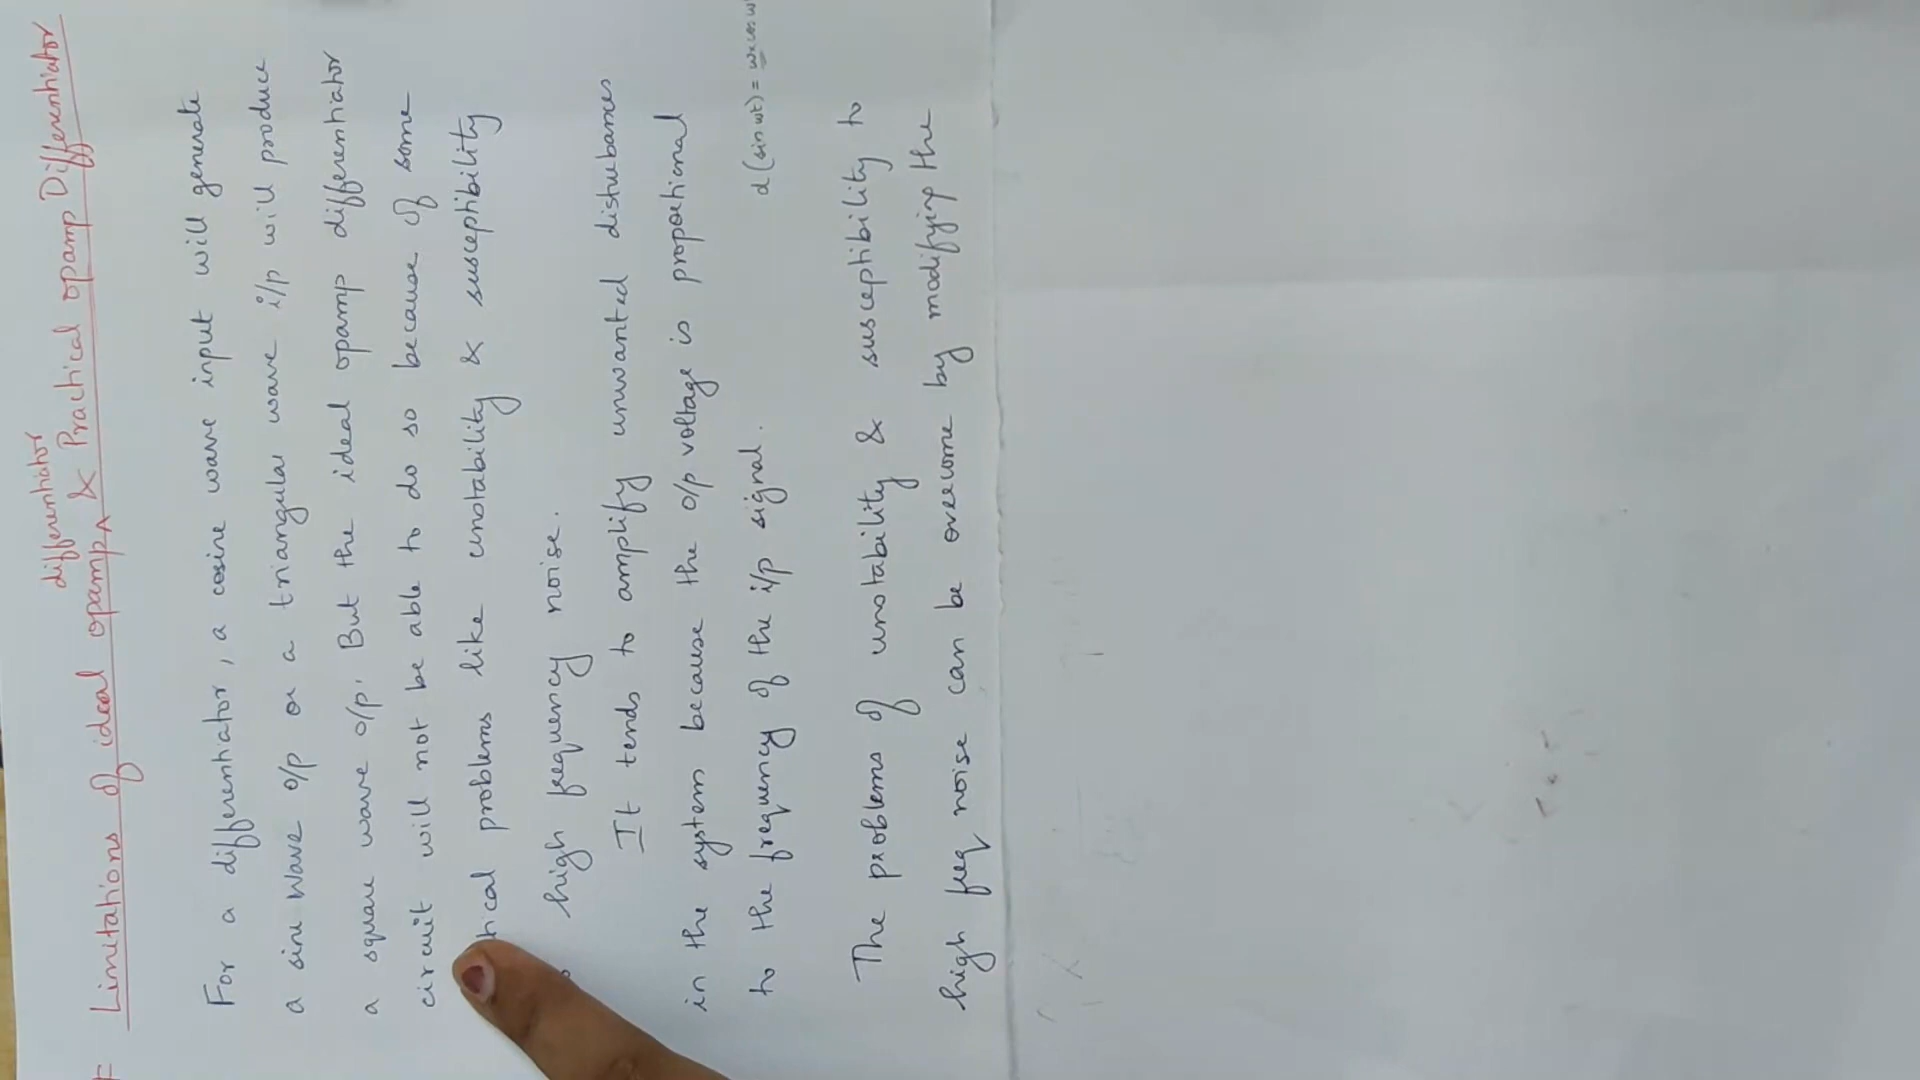 Limitations of ideal opamp differentiator & Practical opamp Differentiator
For a differentiator, a cosine wave input will generate
a sine wave o/p or a triangular wave i/p will produce
a square wave o/p. But the ideal opamp differentiator
circuit will not be able to do so because of some
problems like unstability & susceptibility
high frequency noise.
It tends to amplify unwanted distrubances
in the system because the o/p voltage is proportional
to the frequency of the i/p signal.
d(sin ωt) = ωcos ω
The problems of unstability & susceptibility to
high freq noise can be overcome by modifying the